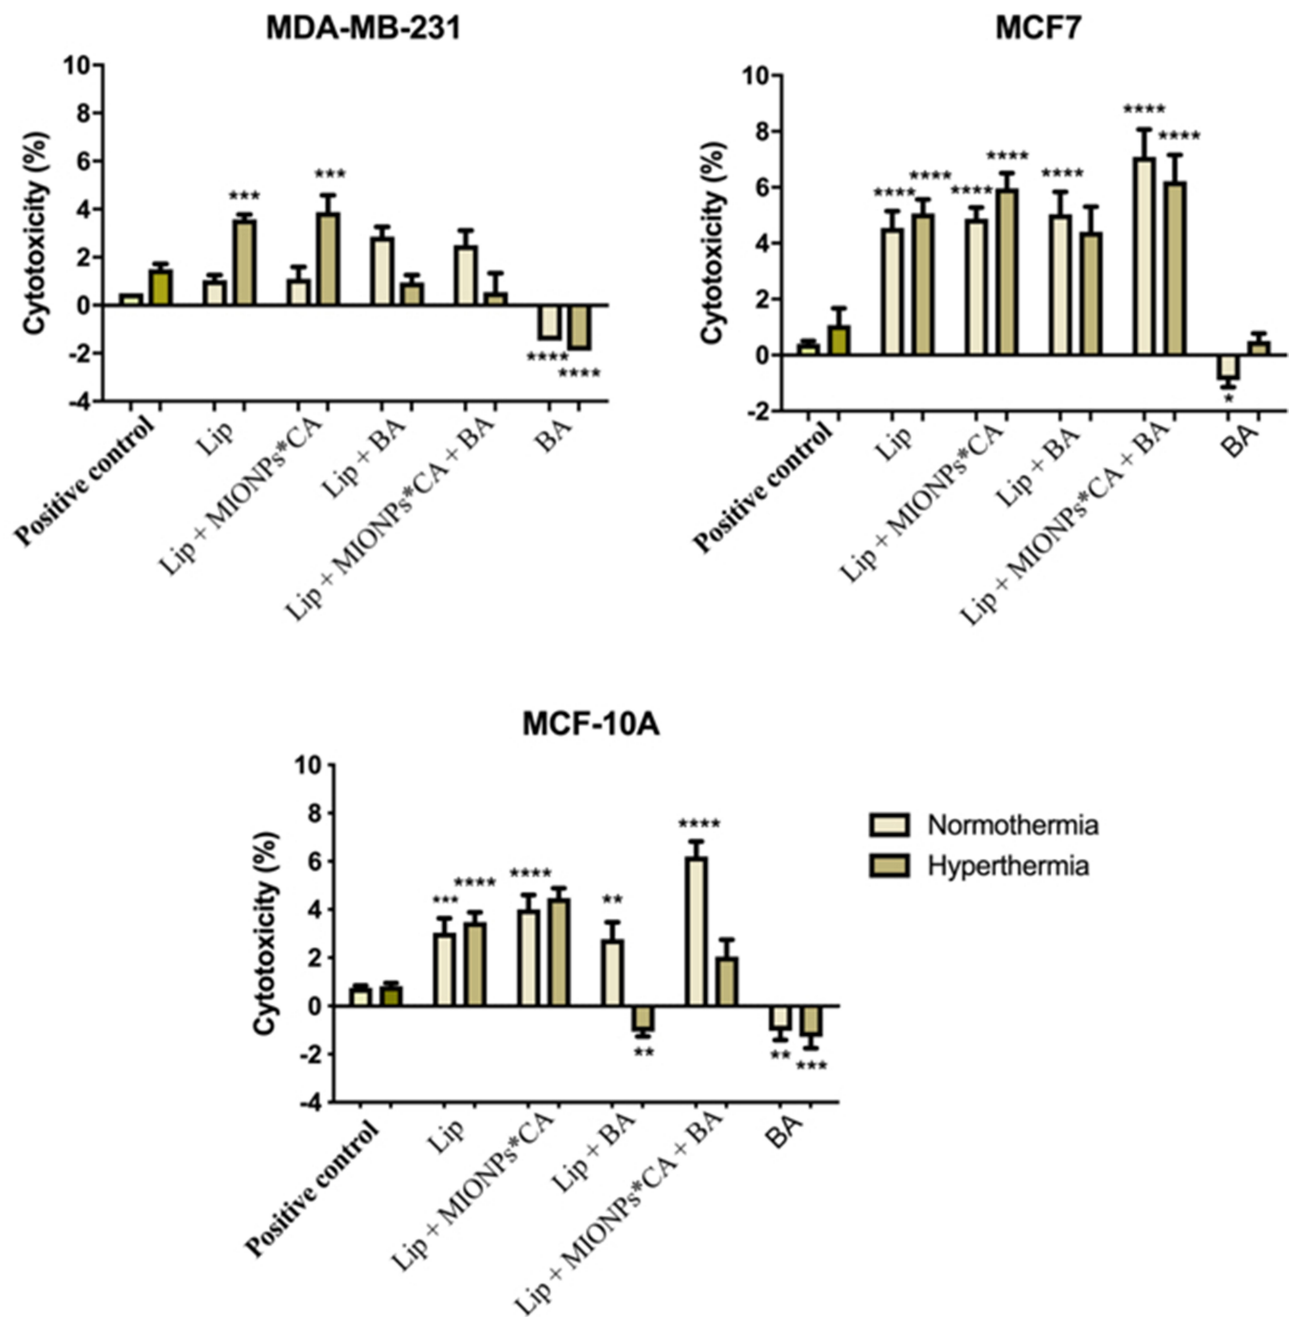 MDA-MB-231
Cytotoxicity (%)
10
8
6
4
2
0
-2
-4
***
***
****
****
Positive control
Lip
Lip + MIONPs*CA
Lip + BA
Lip + MIONPs*CA + BA
BA
MCF7
Cytotoxicity (%)
10
8
6
4
2
0
-2
****
****
****
****
****
****
****
*
Positive control
Lip
Lip + MIONPs*CA
Lip + BA
Lip + MIONPs*CA + BA
BA
MCF-10A
Cytotoxicity (%)
10
8
6
4
2
0
-2
-4
***
****
****
**
**
****
**
***
Positive control
Lip
Lip + MIONPs*CA
Lip + BA
Lip + MIONPs*CA + BA
BA
Normothermia
Hyperthermia